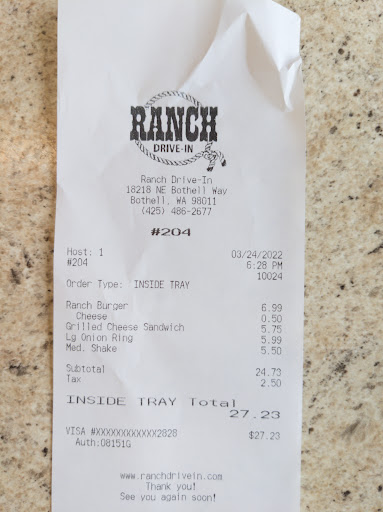 RANCH
DRIVE-IN
Ranch Drive-In
18218 NE Bothell Way
Bothell, WA 98011
(425) 486-2677
#204
Host: 1 03/24/2022
#204 6:28 PM
10024
Order Type: INSIDE TRAY
Ranch Burger 6.99
Cheese 0.50
Grilled Cheese Sandwich 5.75
Lg Onion Ring 5.99
Med. Shake 5.50
Subtotal 24.73
Tax 2.50
INSIDE TRAY Total
27.23
VISA #XXXXXXXXXXXX2828 $27.23
Auth:08151G
www.ranchdrivein.com
Thank you!
See you again soon!